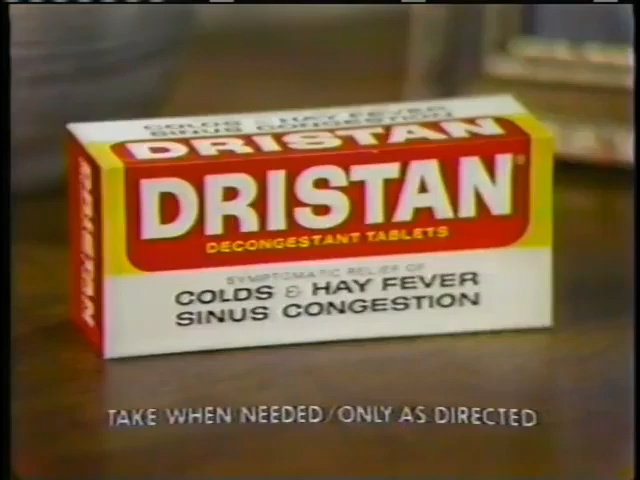 COLDS & HAY FEVER
SINUS CONGESTION
DRISTAN
DRISTAN
DRISTAN®
DECONGESTANT TABLETS
SYMPTOMATIC RELIEF OF
COLDS & HAY FEVER
SINUS CONGESTION
TAKE WHEN NEEDED/ONLY AS DIRECTED